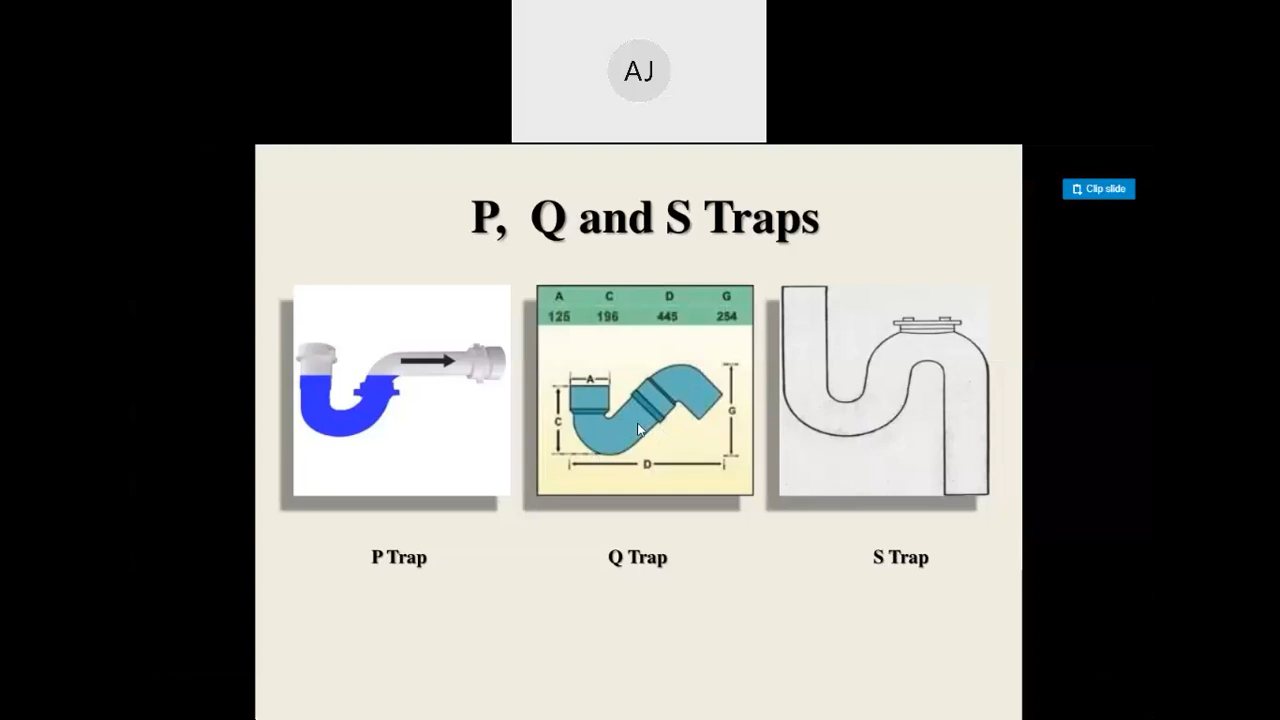 AJ
Clip slide
P, Q and S Traps
A C D G
125 196 445 254
A
C
G
D
P Trap
Q Trap
S Trap